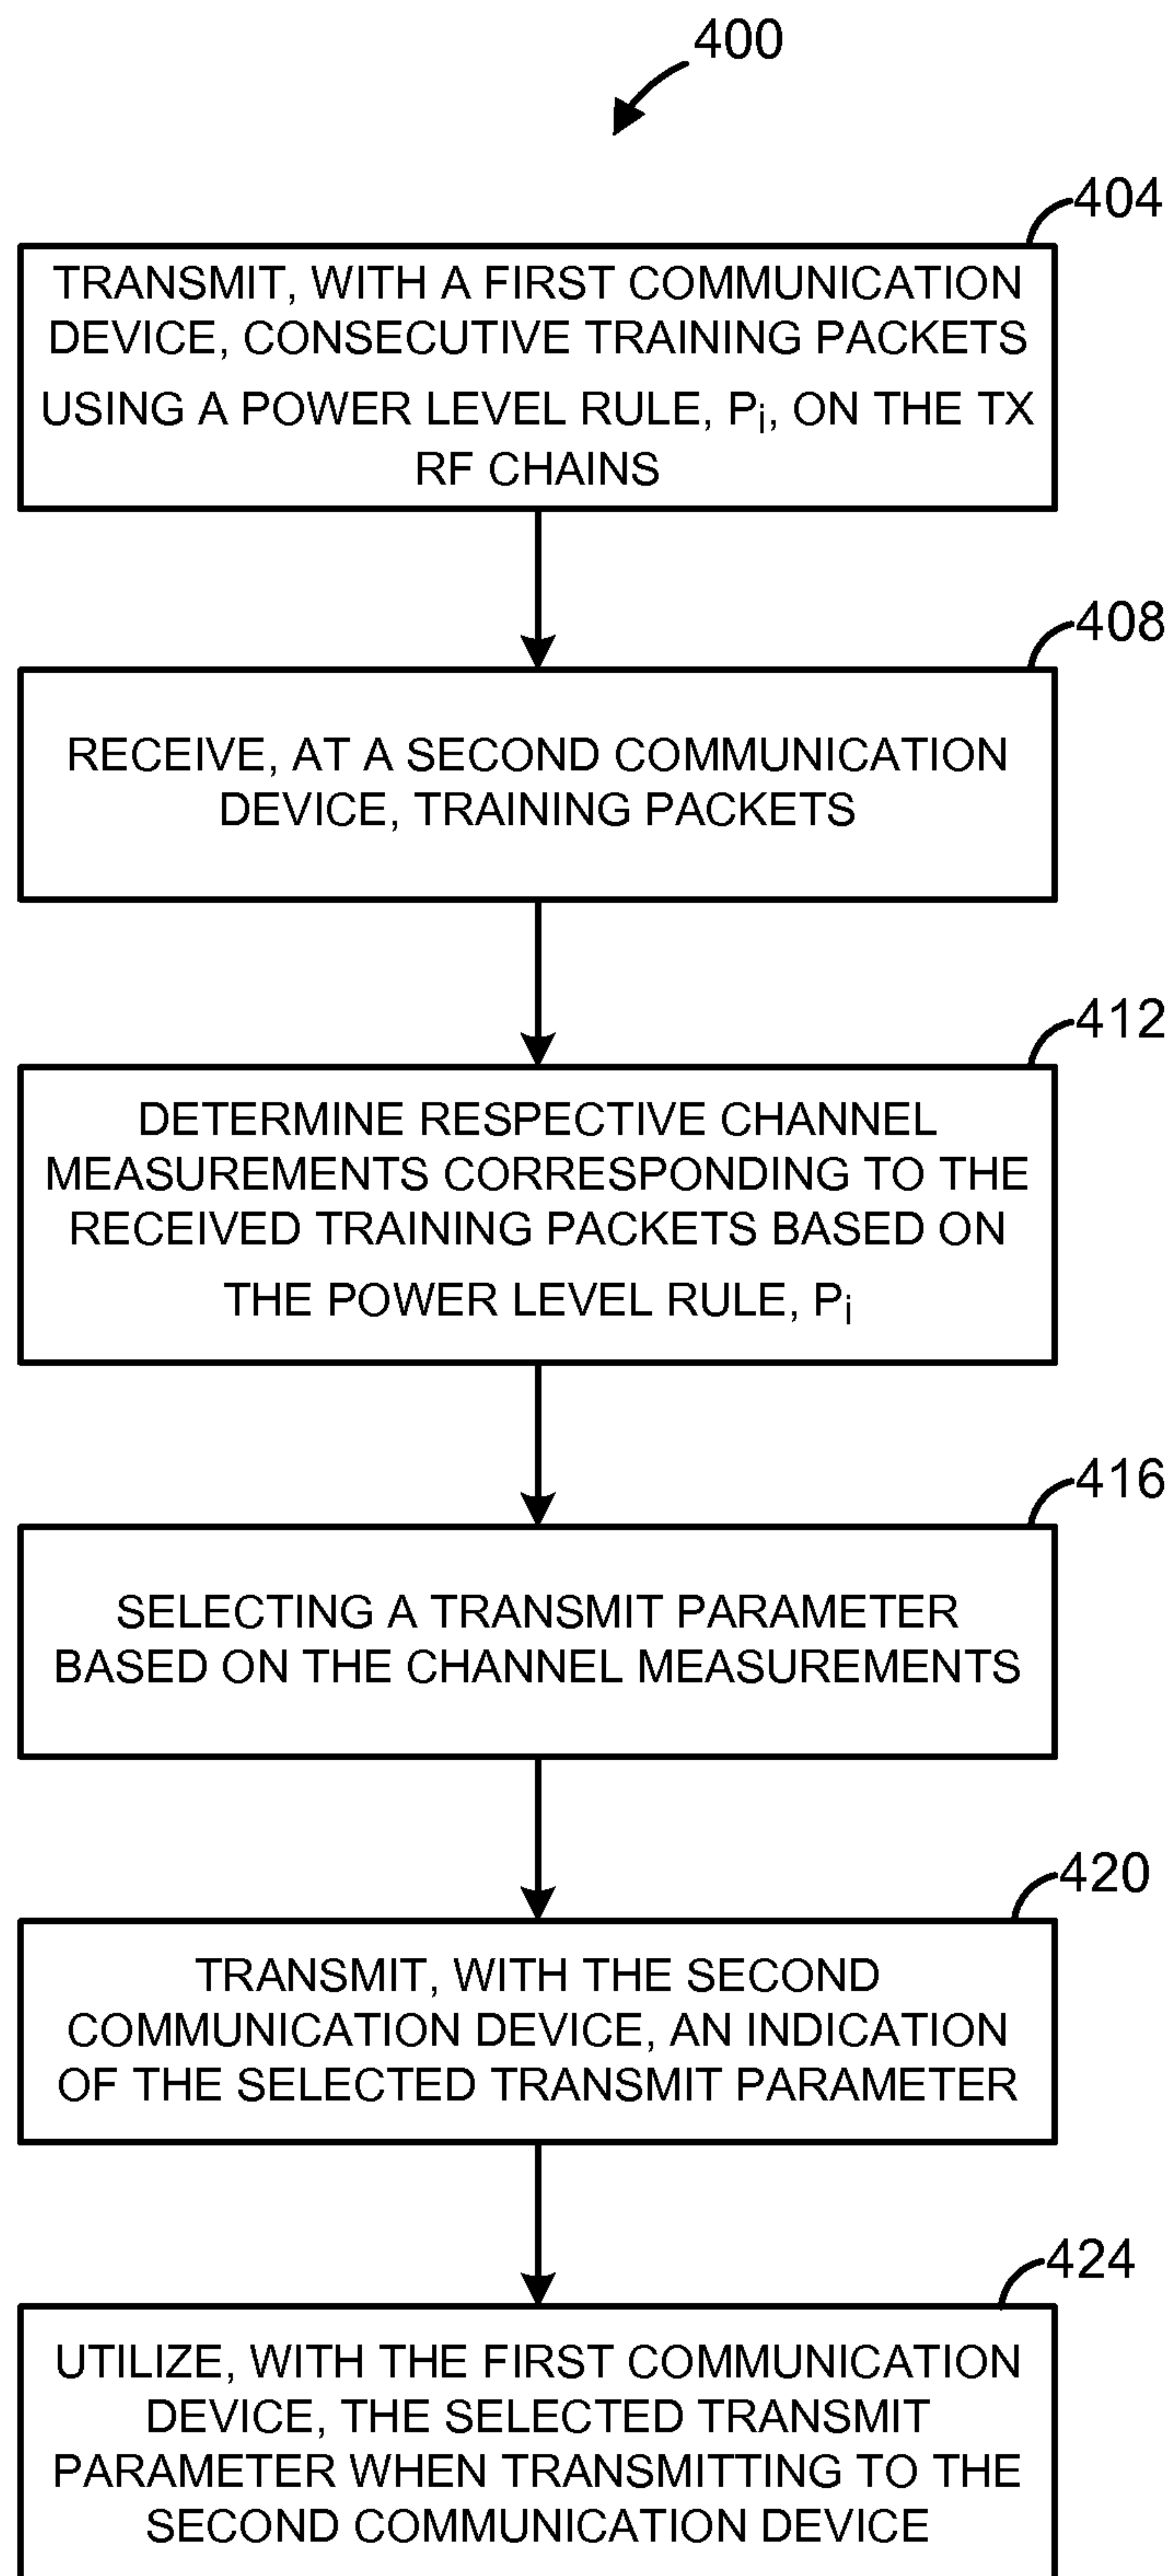 400
404
TRANSMIT, WITH A FIRST COMMUNICATION
DEVICE, CONSECUTIVE TRAINING PACKETS
USING A POWER LEVEL RULE, Pi, ON THE TX
RF CHAINS
408
RECEIVE, AT A SECOND COMMUNICATION
DEVICE, TRAINING PACKETS
412
DETERMINE RESPECTIVE CHANNEL
MEASUREMENTS CORRESPONDING TO THE
RECEIVED TRAINING PACKETS BASED ON
THE POWER LEVEL RULE, Pi
416
SELECTING A TRANSMIT PARAMETER
BASED ON THE CHANNEL MEASUREMENTS
420
TRANSMIT, WITH THE SECOND
COMMUNICATION DEVICE, AN INDICATION
OF THE SELECTED TRANSMIT PARAMETER
424
UTILIZE, WITH THE FIRST COMMUNICATION
DEVICE, THE SELECTED TRANSMIT
PARAMETER WHEN TRANSMITTING TO THE
SECOND COMMUNICATION DEVICE